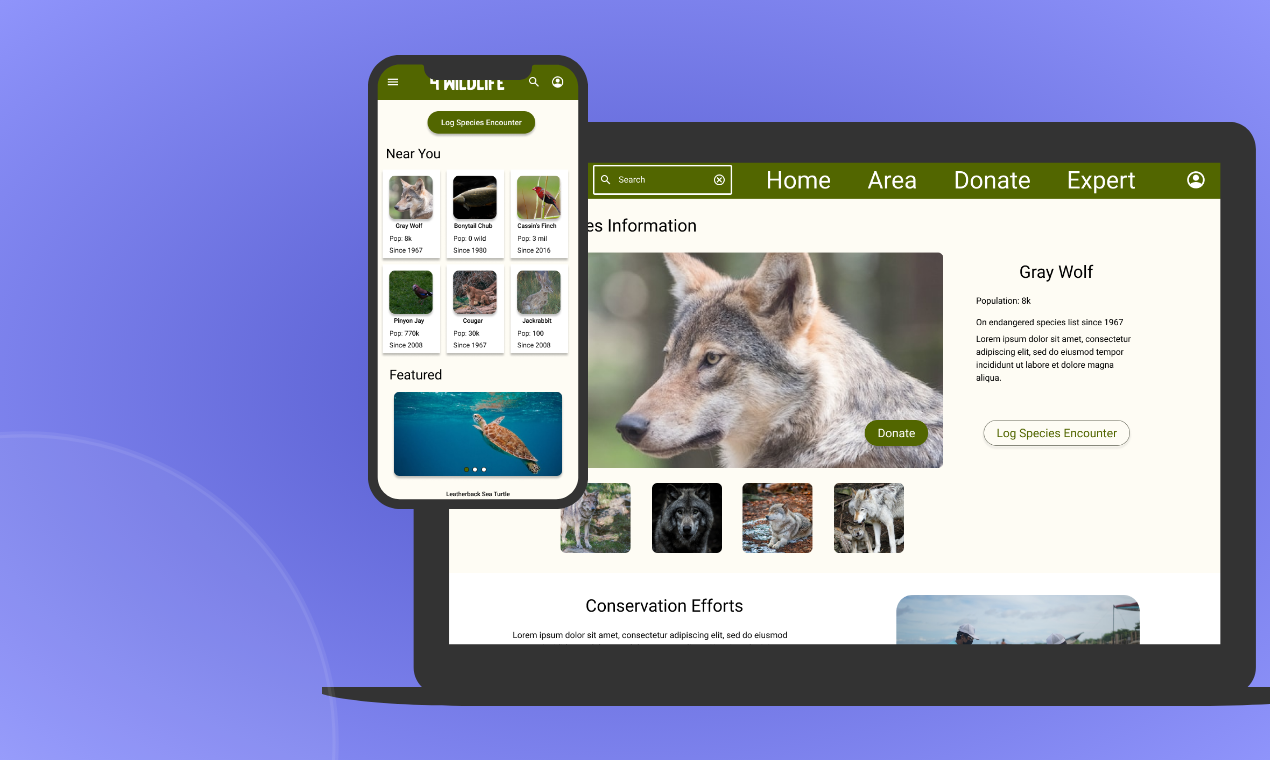 4 WILDLIFE
Log Species Encounter
Near You
Gray Wolf
Pop: 8k
Since 1967
Bonytail Chub
Pop: 0 wild
Since 1980
Cassin's Finch
Pop: 3 mil
Since 2016
Pinyon Jay
Pop: 770k
Since 2008
Cougar
Pop: 30k
Since 1967
Jackrabbit
Pop: 100
Since 2008
Featured
Leatherback Sea Turtle
Search
Home
Area
Donate
Expert
es Information
Gray Wolf
Population: 8k
On endangered species list since 1967
Lorem ipsum dolor sit amet, consectetur
adipiscing elit, sed do eiusmod tempor
incididunt ut labore et dolore magna
aliqua.
Donate
Log Species Encounter
Conservation Efforts
Lorem ipsum dolor sit amet, consectetur adipiscing elit, sed do eiusmod